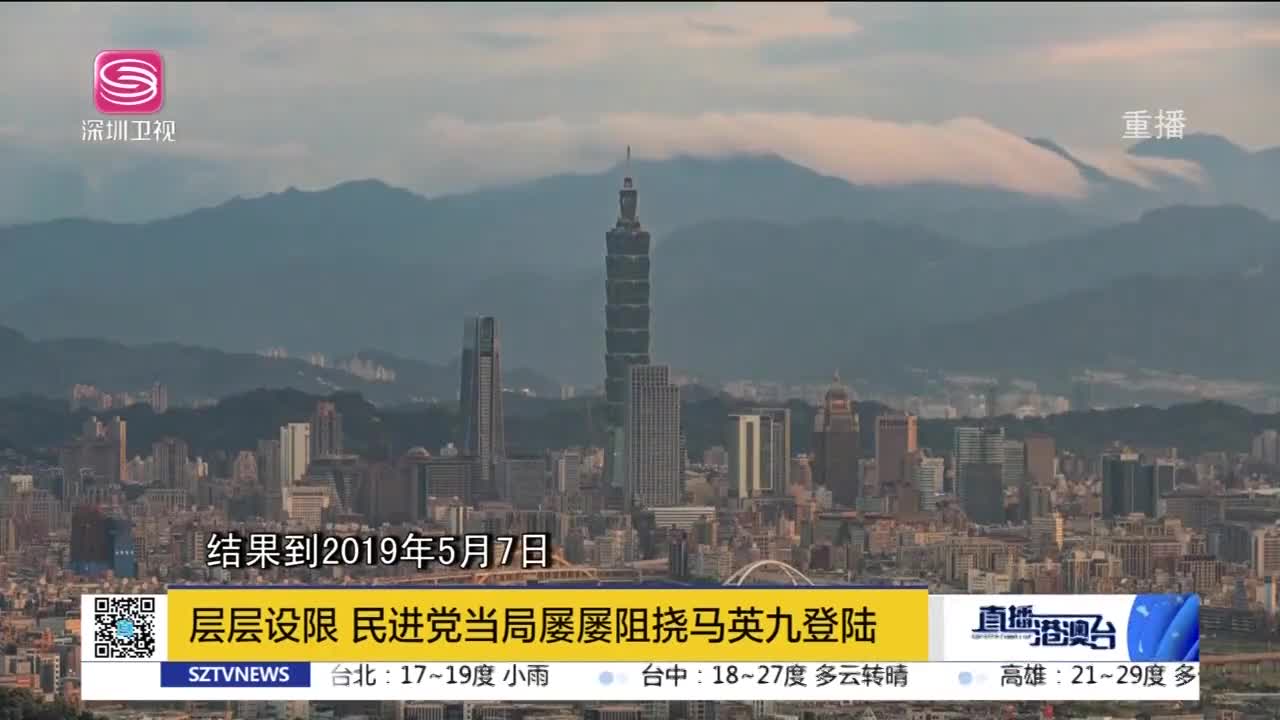 深圳卫视
重播
结果到2019年5月7日
层层设限 民进党当局屡屡阻挠马英九登陆
直播港澳台
SZTVNEWS
台北：17~19度 小雨
台中：18~27度 多云转晴
高雄：21~29度 多